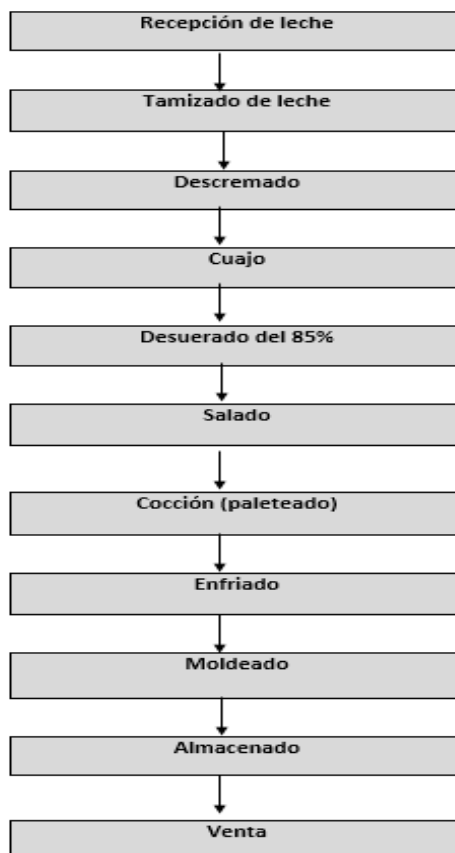 Recepción de leche
Tamizado de leche
Descremado
Cuajo
Desuerado del 85%
Salado
Cocción (paleteado)
Enfriado
Moldeado
Almacenado
Venta